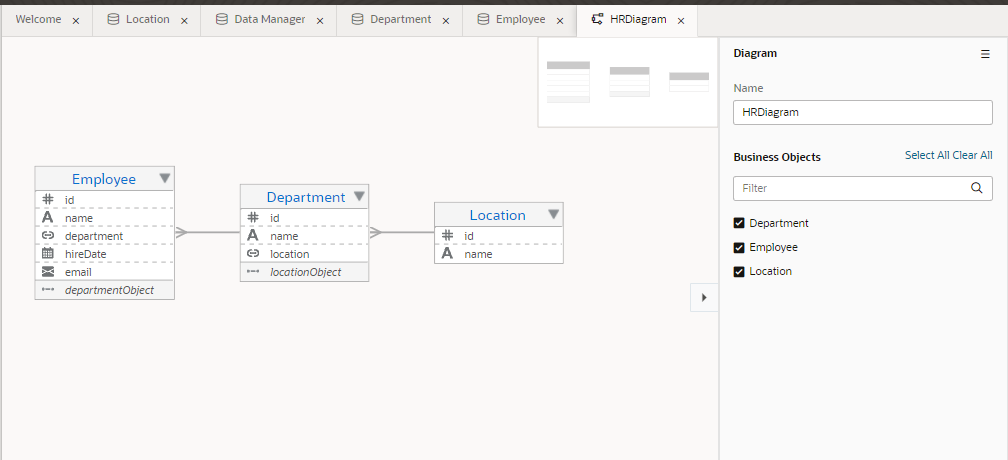 Welcome × Location × Data Manager × Department × Employee × HRDiagram ×
Diagram
Name
HRDiagram
Business Objects Select All Clear All
Filter
Department
Employee
Location
Employee
# id
A name
department
hireDate
email
departmentObject
Department
# id
A name
location
locationObject
Location
# id
A name